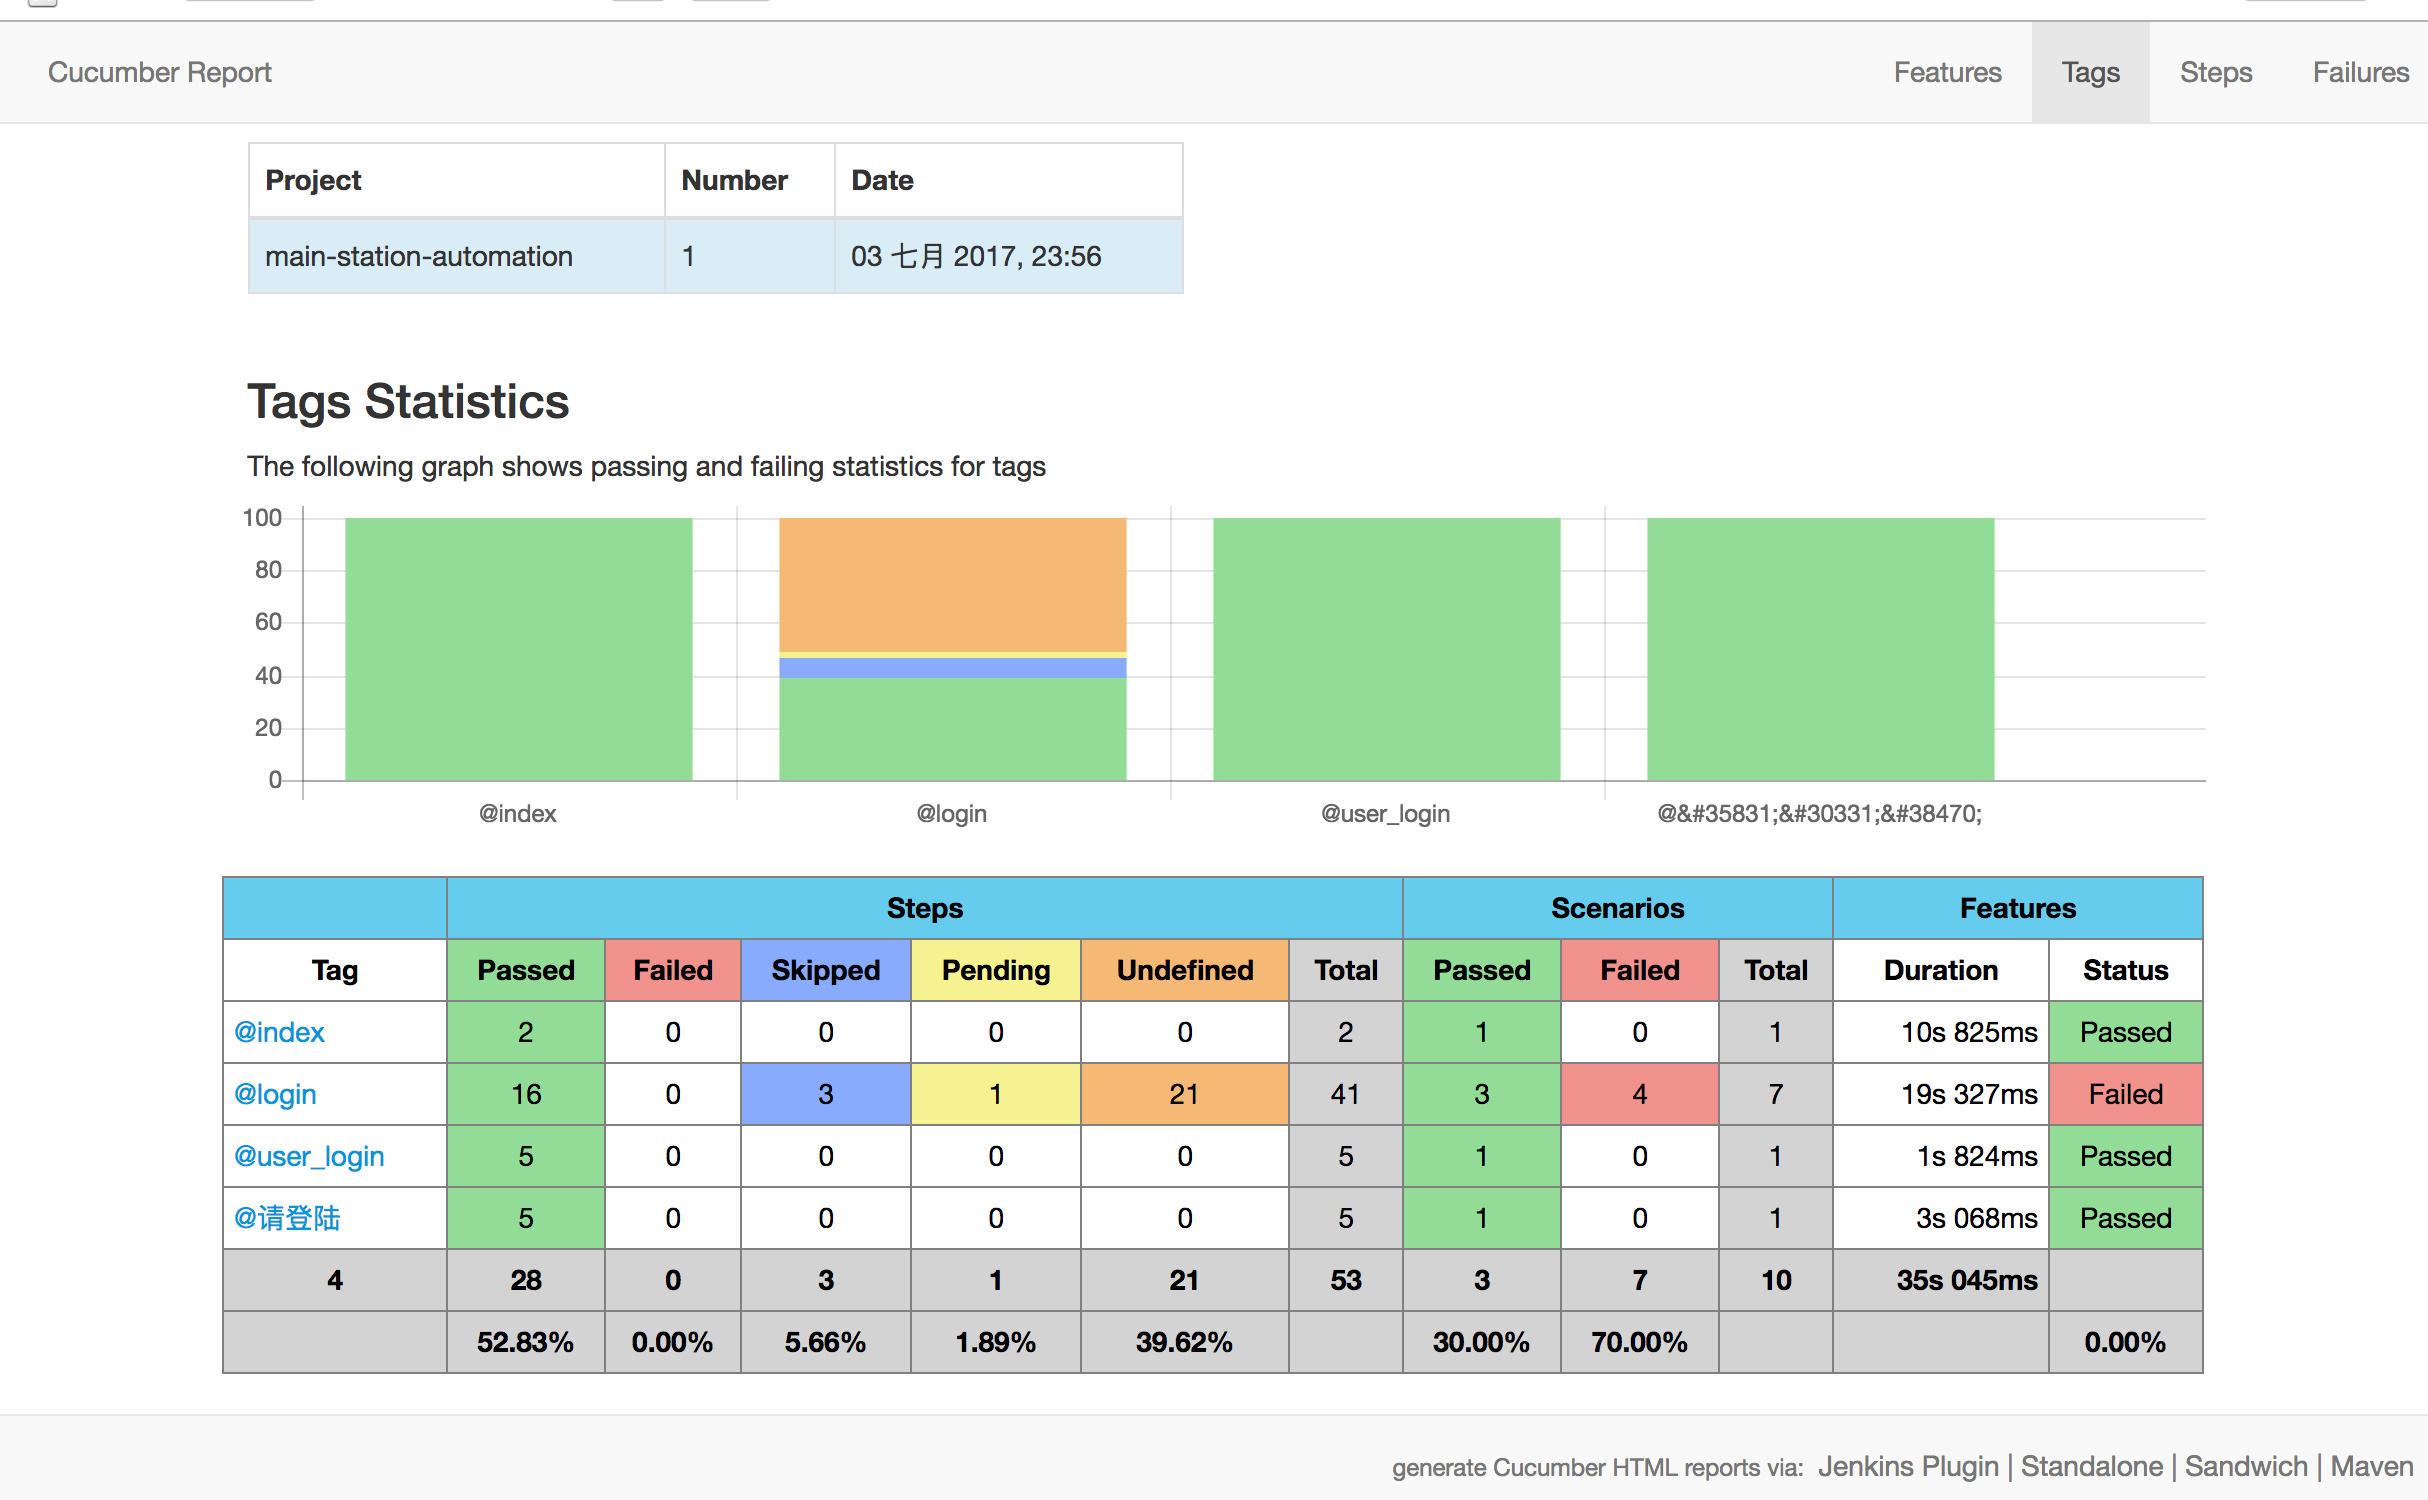 Cucumber Report Features Tags Steps Failures
Project Number Date
main-station-automation 1 03 七月 2017, 23:56
Tags Statistics
The following graph shows passing and failing statistics for tags
100
80
60
40
20
0
@index @login @user_login @&#35831;&#30331;&#38470;
Steps Scenarios Features
Tag Passed Failed Skipped Pending Undefined Total Passed Failed Total Duration Status
@index 2 0 0 0 0 2 1 0 1 10s 825ms Passed
@login 16 0 3 1 21 41 3 4 7 19s 327ms Failed
@user_login 5 0 0 0 0 5 1 0 1 1s 824ms Passed
@请登陆 5 0 0 0 0 5 1 0 1 3s 068ms Passed
4 28 0 3 1 21 53 3 7 10 35s 045ms
52.83% 0.00% 5.66% 1.89% 39.62% 30.00% 70.00% 0.00%
generate Cucumber HTML reports via: Jenkins Plugin | Standalone | Sandwich | Maven